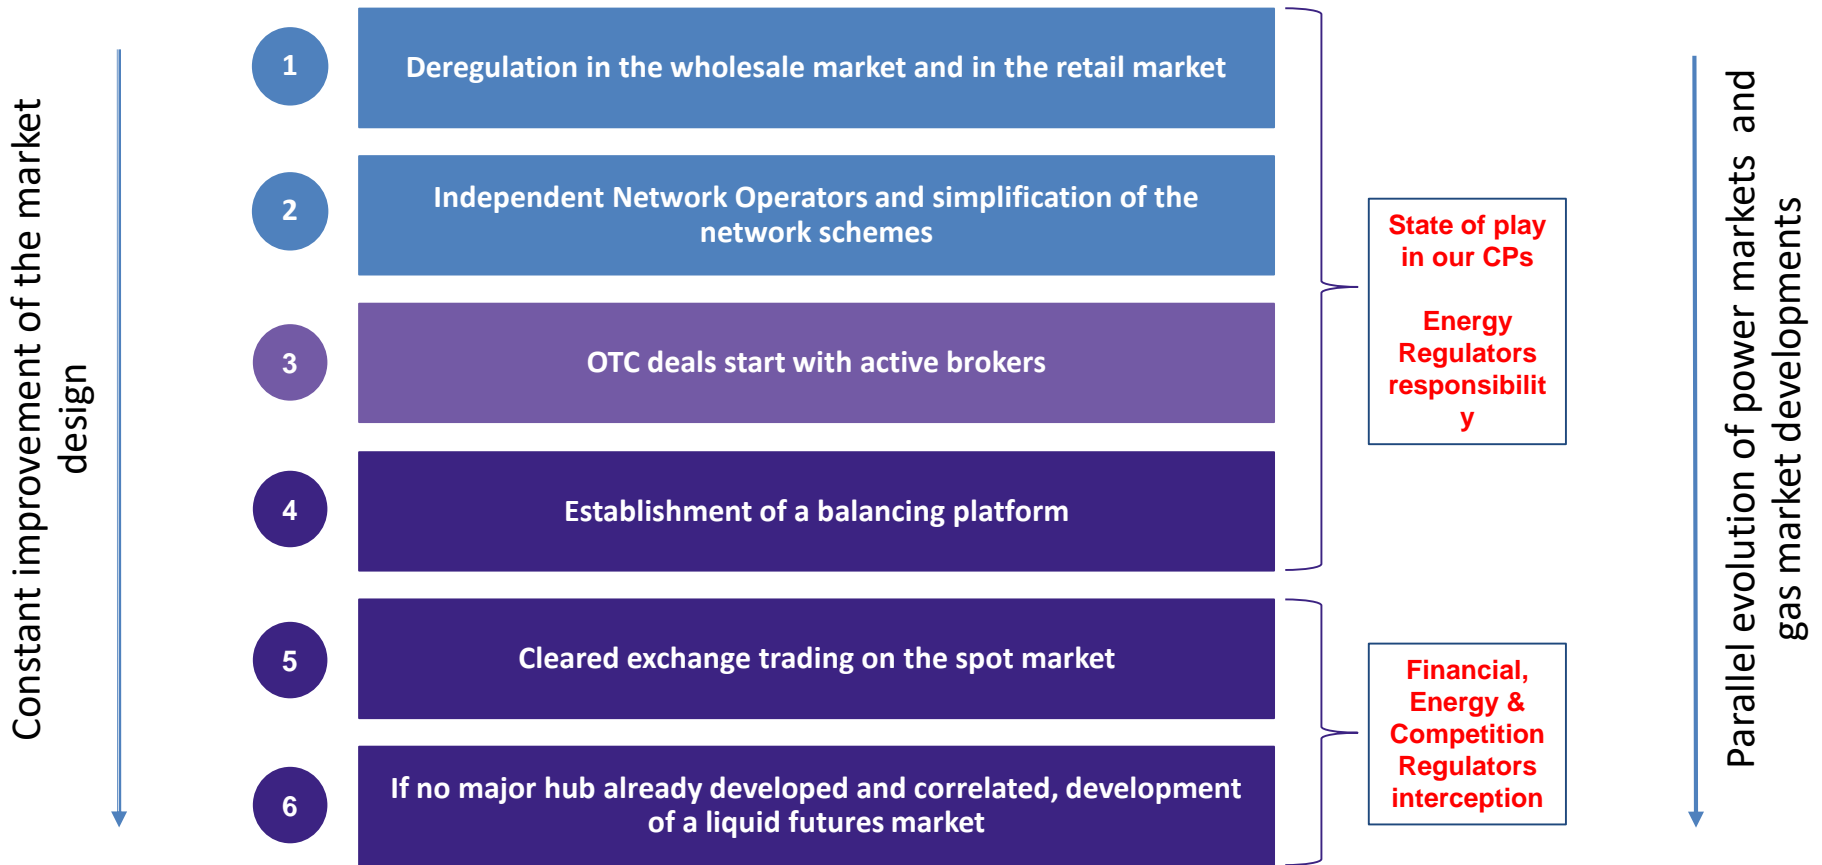 Constant improvement of the market
design
1
Deregulation in the wholesale market and in the retail market
2
Independent Network Operators and simplification of the
network schemes
3
OTC deals start with active brokers
4
Establishment of a balancing platform
5
Cleared exchange trading on the spot market
6
If no major hub already developed and correlated, development
of a liquid futures market
State of play
in our CPs
Energy
Regulators
responsibilit
y
Financial,
Energy &
Competition
Regulators
interception
Parallel evolution of power markets and
gas market developments